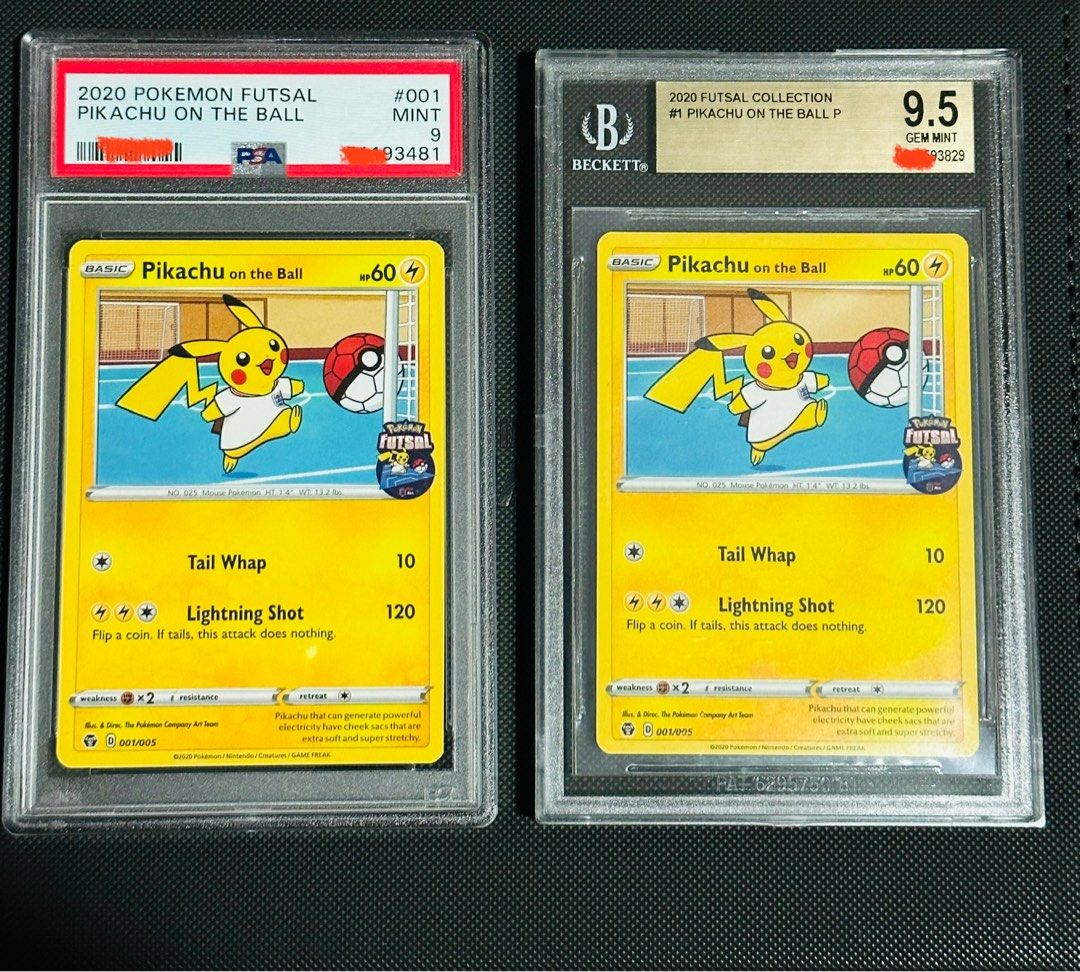 2020 POKEMON FUTSAL #001
PIKACHU ON THE BALL MINT
9
PSA
93481
BASIC Pikachu on the Ball HP60
POKéMON
FUTSAL
NO. 025 Mouse Pokémon HT: 1'4" WT: 13.2 lbs.
Tail Whap 10
Lightning Shot 120
Flip a coin. If tails, this attack does nothing.
weakness ×2 resistance retreat
Illus. & Direc. The Pokémon Company Art Team
Pikachu that can generate powerful
electricity have cheek sacs that are
extra soft and super stretchy.
D 001/005
©2020 Pokémon / Nintendo / Creatures / GAME FREAK
B
BECKETT®
2020 FUTSAL COLLECTION
#1 PIKACHU ON THE BALL P
9.5
GEM MINT
93829
BASIC Pikachu on the Ball HP60
POKéMON
FUTSAL
NO. 025 Mouse Pokémon HT: 1'4" WT: 13.2 lbs.
Tail Whap 10
Lightning Shot 120
Flip a coin. If tails, this attack does nothing.
weakness ×2 resistance retreat
Illus. & Direc. The Pokémon Company Art Team
Pikachu that can generate powerful
electricity have cheek sacs that are
extra soft and super stretchy.
D 001/005
©2020 Pokémon / Nintendo / Creatures / GAME FREAK